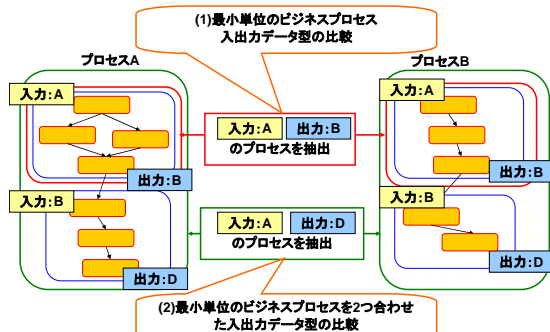 (1)最小単位のビジネスプロセス
入出力データ型の比較
プロセスA
プロセスB
入力:A
入力:A
入力:A 出力:B
のプロセスを抽出
出力:B
出力:B
入力:B
入力:B
入力:A 出力:D
のプロセスを抽出
出力:D
出力:D
(2)最小単位のビジネスプロセスを2つ合わせ
た入出力データ型の比較